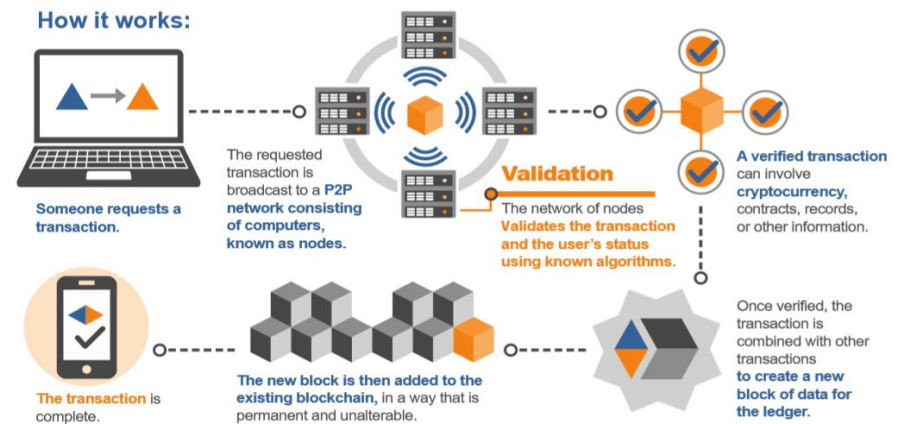 How it works:
Someone requests a
transaction.
The requested
transaction is
broadcast to a P2P
network consisting
of computers,
known as nodes.
Validation
The network of nodes
Validates the transaction
and the user's status
using known algorithms.
A verified transaction
can involve
cryptocurrency,
contracts, records,
or other information.
Once verified, the
transaction is
combined with other
transactions
to create a new
block of data for
the ledger.
The new block is then added to the
existing blockchain, in a way that is
permanent and unalterable.
The transaction is
complete.